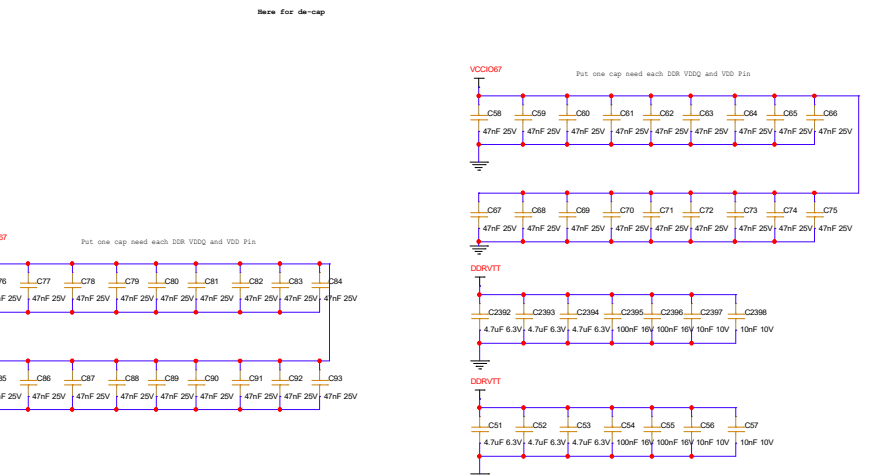 Here for de-cap
VCCIO67
Put one cap need each DDR VDDQ and VDD Pin
C58 C59 C60 C61 C62 C63 C64 C65 C66
47nF 25V 47nF 25V 47nF 25V 47nF 25V 47nF 25V 47nF 25V 47nF 25V 47nF 25V 47nF 25V
C67 C68 C69 C70 C71 C72 C73 C74 C75
47nF 25V 47nF 25V 47nF 25V 47nF 25V 47nF 25V 47nF 25V 47nF 25V 47nF 25V 47nF 25V
67
Put one cap need each DDR VDDQ and VDD Pin
76 C77 C78 C79 C80 C81 C82 C83 C84
F 25V 47nF 25V 47nF 25V 47nF 25V 47nF 25V 47nF 25V 47nF 25V 47nF 25V 47nF 25V
85 C86 C87 C88 C89 C90 C91 C92 C93
F 25V 47nF 25V 47nF 25V 47nF 25V 47nF 25V 47nF 25V 47nF 25V 47nF 25V 47nF 25V
DDRVTT
C2392 C2393 C2394 C2395 C2396 C2397 C2398
4.7uF 6.3V 4.7uF 6.3V 4.7uF 6.3V 100nF 16V 100nF 16V 10nF 10V 10nF 10V
DDRVTT
C51 C52 C53 C54 C55 C56 C57
4.7uF 6.3V 4.7uF 6.3V 4.7uF 6.3V 100nF 16V 100nF 16V 10nF 10V 10nF 10V